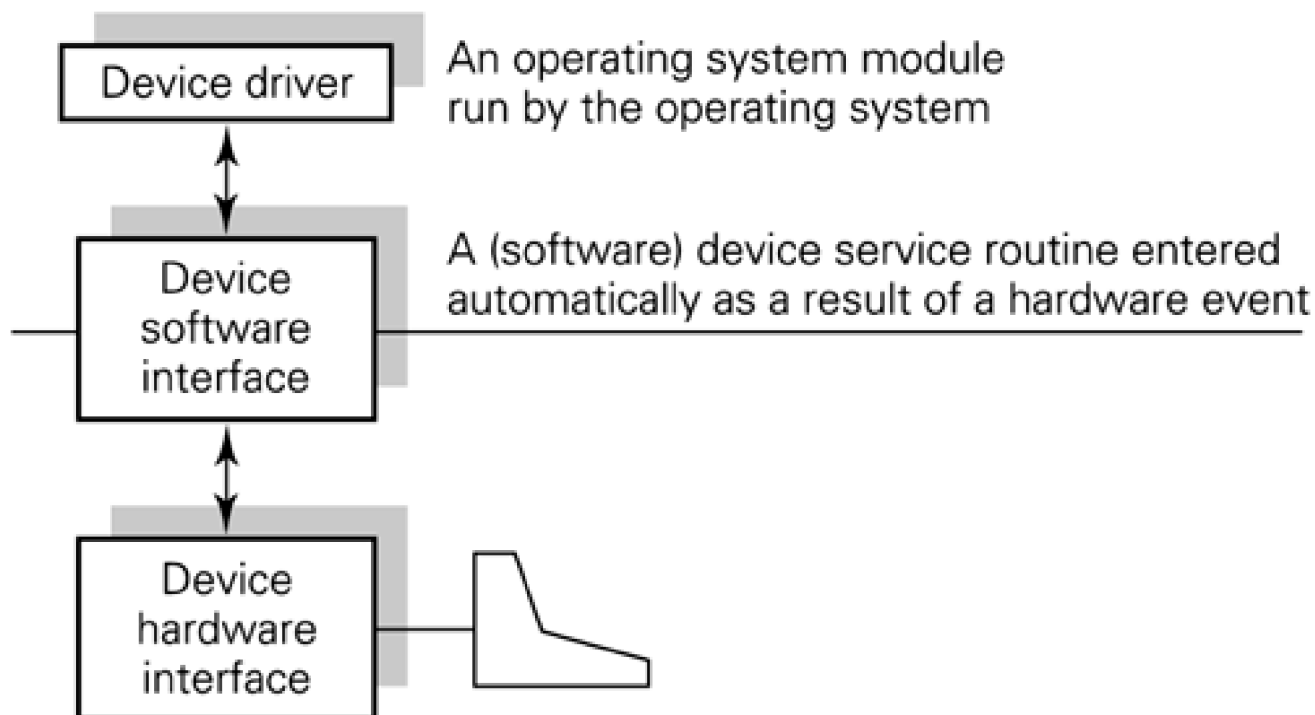 Device driver
An operating system module
run by the operating system
Device
software
interface
A (software) device service routine entered
automatically as a result of a hardware event
Device
hardware
interface